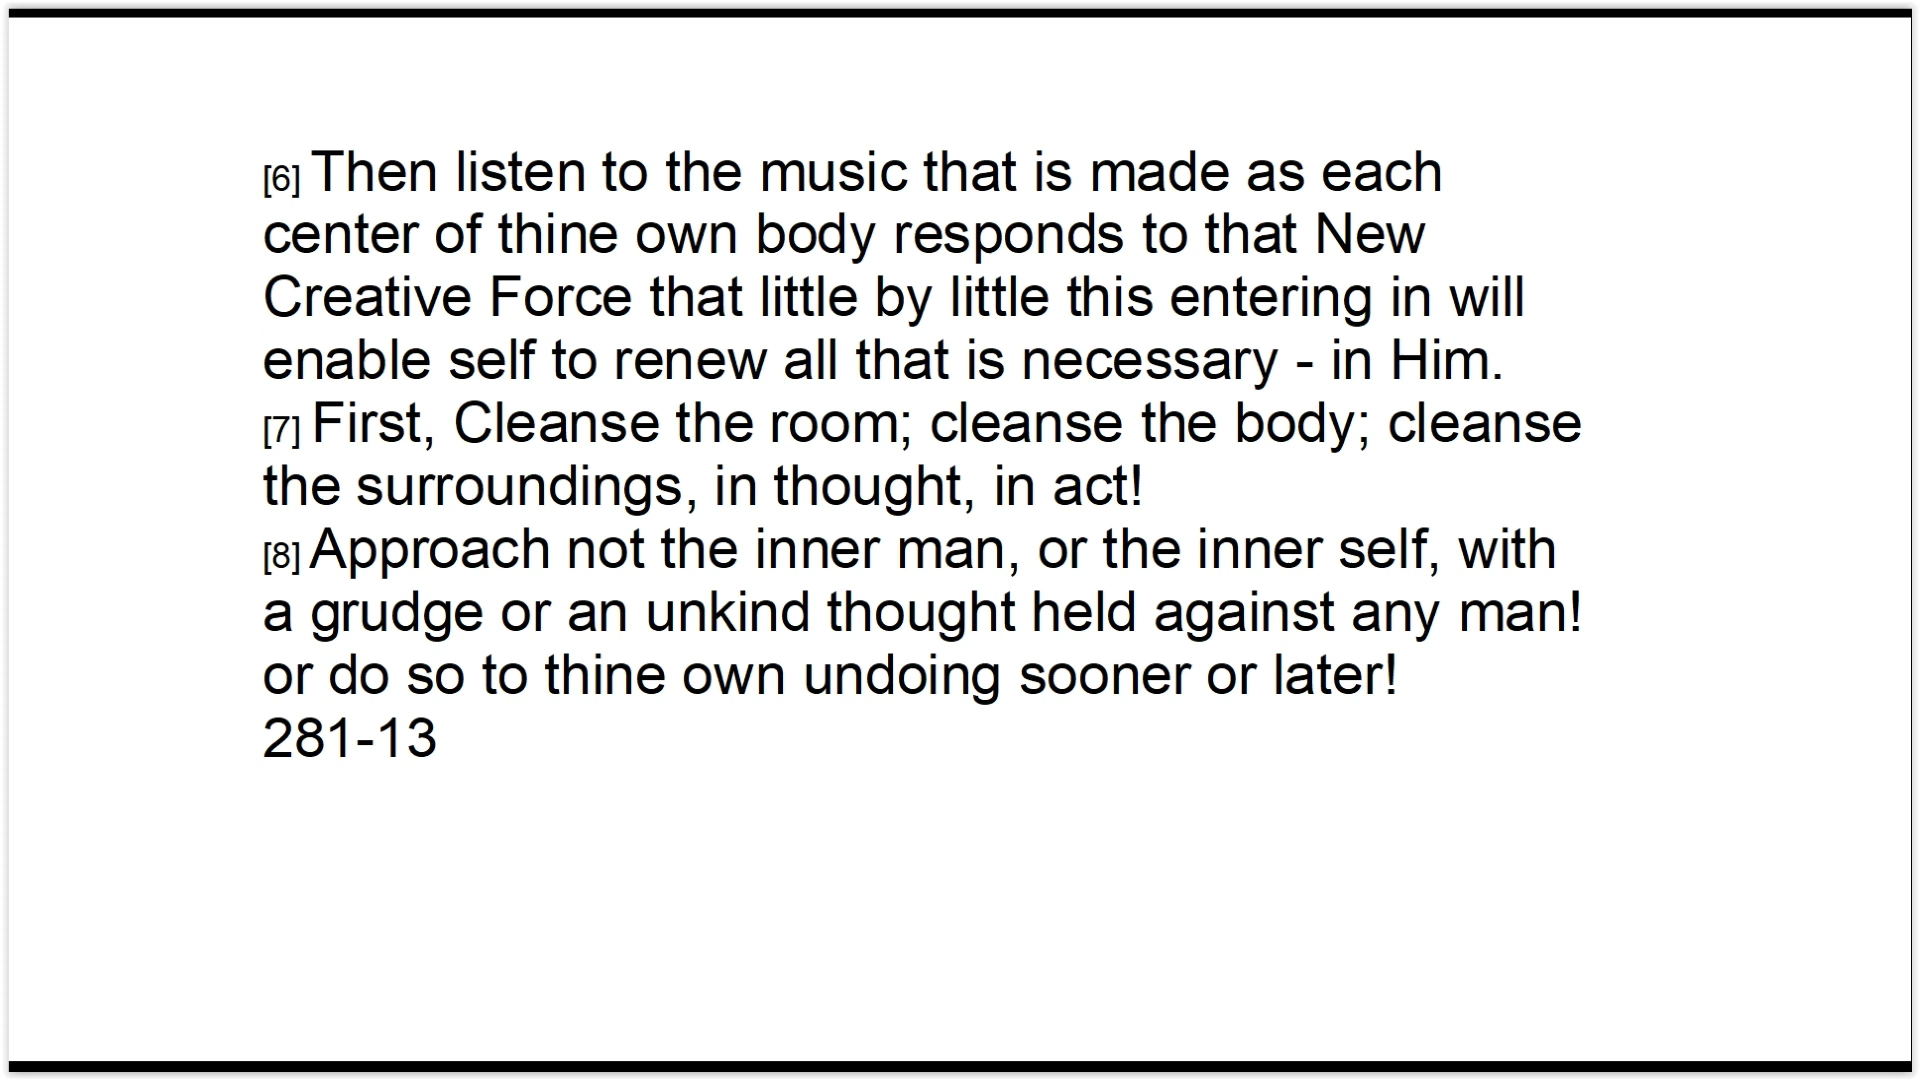 [6] Then listen to the music that is made as each
center of thine own body responds to that New
Creative Force that little by little this entering in will
enable self to renew all that is necessary - in Him.
[7] First, Cleanse the room; cleanse the body; cleanse
the surroundings, in thought, in act!
[8] Approach not the inner man, or the inner self, with
a grudge or an unkind thought held against any man!
or do so to thine own undoing sooner or later!
281-13